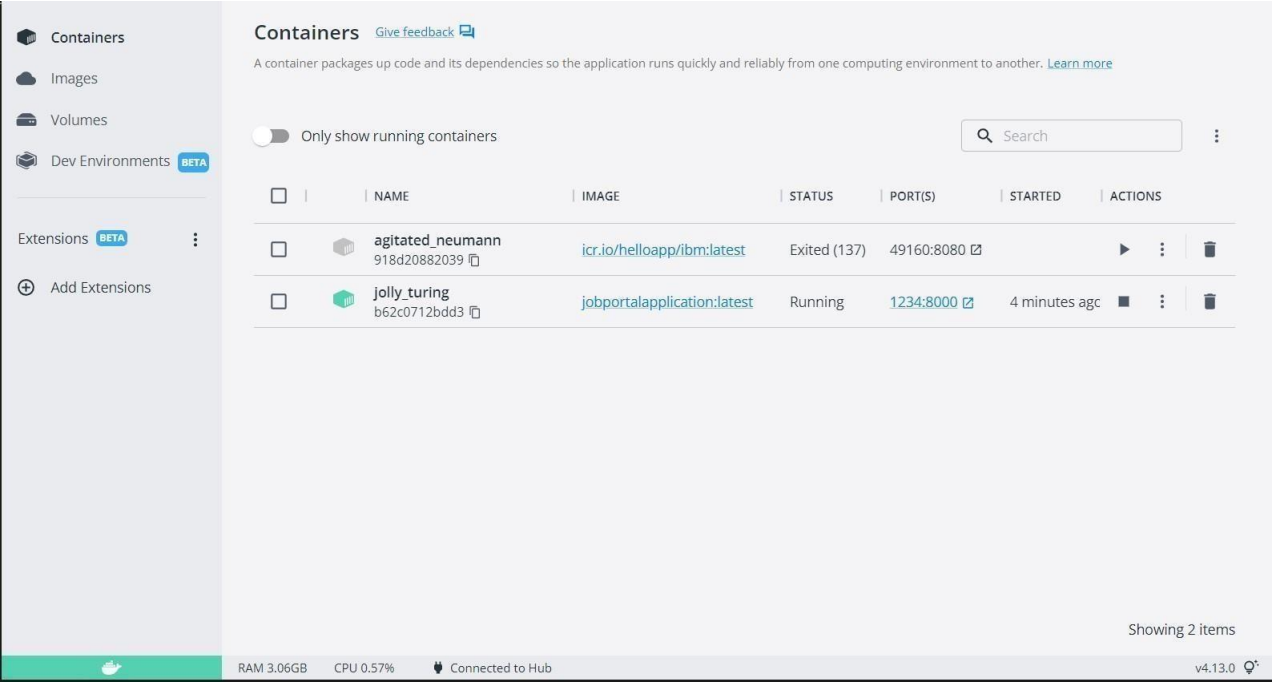 Containers
Images
Volumes
Dev Environments BETA
Extensions BETA
Add Extensions
Containers Give feedback
A container packages up code and its dependencies so the application runs quickly and reliably from one computing environment to another. Learn more
Only show running containers
Search
NAME IMAGE STATUS PORT(S) STARTED ACTIONS
agitated_neumann icr.io/helloapp/ibm:latest Exited (137) 49160:8080
918d20882039
jolly_turing jobportalapplication:latest Running 1234:8000 4 minutes agc
b62c0712bdd3
Showing 2 items
RAM 3.06GB CPU 0.57% Connected to Hub v4.13.0